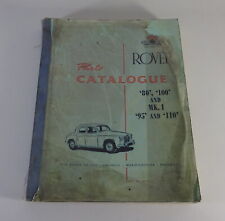 ROVER
Parts
CATALOGUE
'80', '100'
AND
MK. I
'95' AND '110'